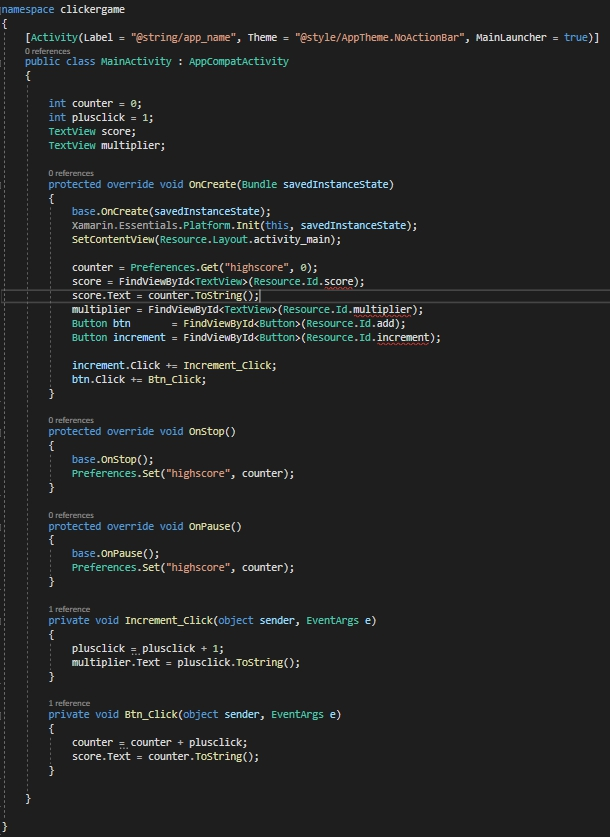 namespace clickergame
{
[Activity(Label = "@string/app_name", Theme = "@style/AppTheme.NoActionBar", MainLauncher = true)]
0 references
public class MainActivity : AppCompatActivity
{
int counter = 0;
int plusclick = 1;
TextView score;
TextView multiplier;
0 references
protected override void OnCreate(Bundle savedInstanceState)
{
base.OnCreate(savedInstanceState);
Xamarin.Essentials.Platform.Init(this, savedInstanceState);
SetContentView(Resource.Layout.activity_main);
counter = Preferences.Get("highscore", 0);
score = FindViewById<TextView>(Resource.Id.score);
score.Text = counter.ToString();
multiplier = FindViewById<TextView>(Resource.Id.multiplier);
Button btn       = FindViewById<Button>(Resource.Id.add);
Button increment = FindViewById<Button>(Resource.Id.increment);
increment.Click += Increment_Click;
btn.Click += Btn_Click;
}
0 references
protected override void OnStop()
{
base.OnStop();
Preferences.Set("highscore", counter);
}
0 references
protected override void OnPause()
{
base.OnPause();
Preferences.Set("highscore", counter);
}
1 reference
private void Increment_Click(object sender, EventArgs e)
{
plusclick = plusclick + 1;
multiplier.Text = plusclick.ToString();
}
1 reference
private void Btn_Click(object sender, EventArgs e)
{
counter = counter + plusclick;
score.Text = counter.ToString();
}
}
}